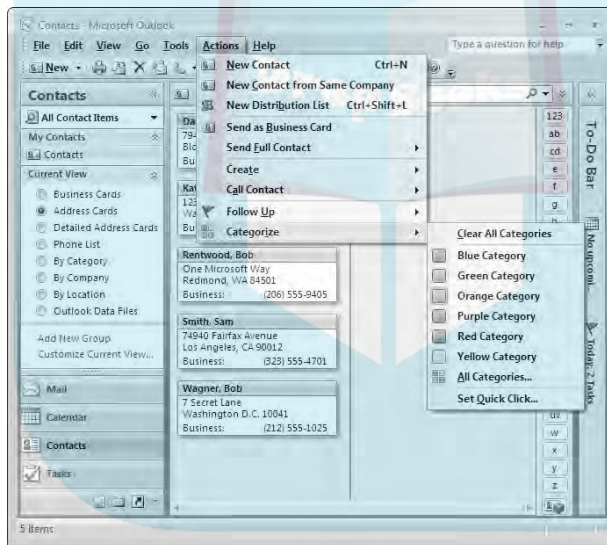 Contacts - Microsoft Outlook
File Edit View Go Tools Actions Help
Type a question for help
New
Contacts
All Contact Items
My Contacts
Contacts
Current View
Business Cards
Address Cards
Detailed Address Cards
Phone List
By Category
By Company
By Location
Outlook Data Files
Add New Group
Customize Current View...
Mail
Calendar
Contacts
Tasks
5 Items
New Contact Ctrl+N
New Contact from Same Company
New Distribution List Ctrl+Shift+L
Send as Business Card
Send Full Contact
Create
Call Contact
Follow Up
Categorize
Clear All Categories
Blue Category
Green Category
Orange Category
Purple Category
Red Category
Yellow Category
All Categories...
Set Quick Click...
Rentwood, Bob
One Microsoft Way
Redmond, WA 84501
Business: (206) 555-9405
Smith, Sam
74940 Fairfax Avenue
Los Angeles, CA 90012
Business: (323) 555-4701
Wagner, Bob
7 Secret Lane
Washington D.C. 10041
Business: (212) 555-1025
123
ab
cd
e
f
g
uv
w
x
y
z
To-Do Bar
No upcomi...
Today: 2 Tasks